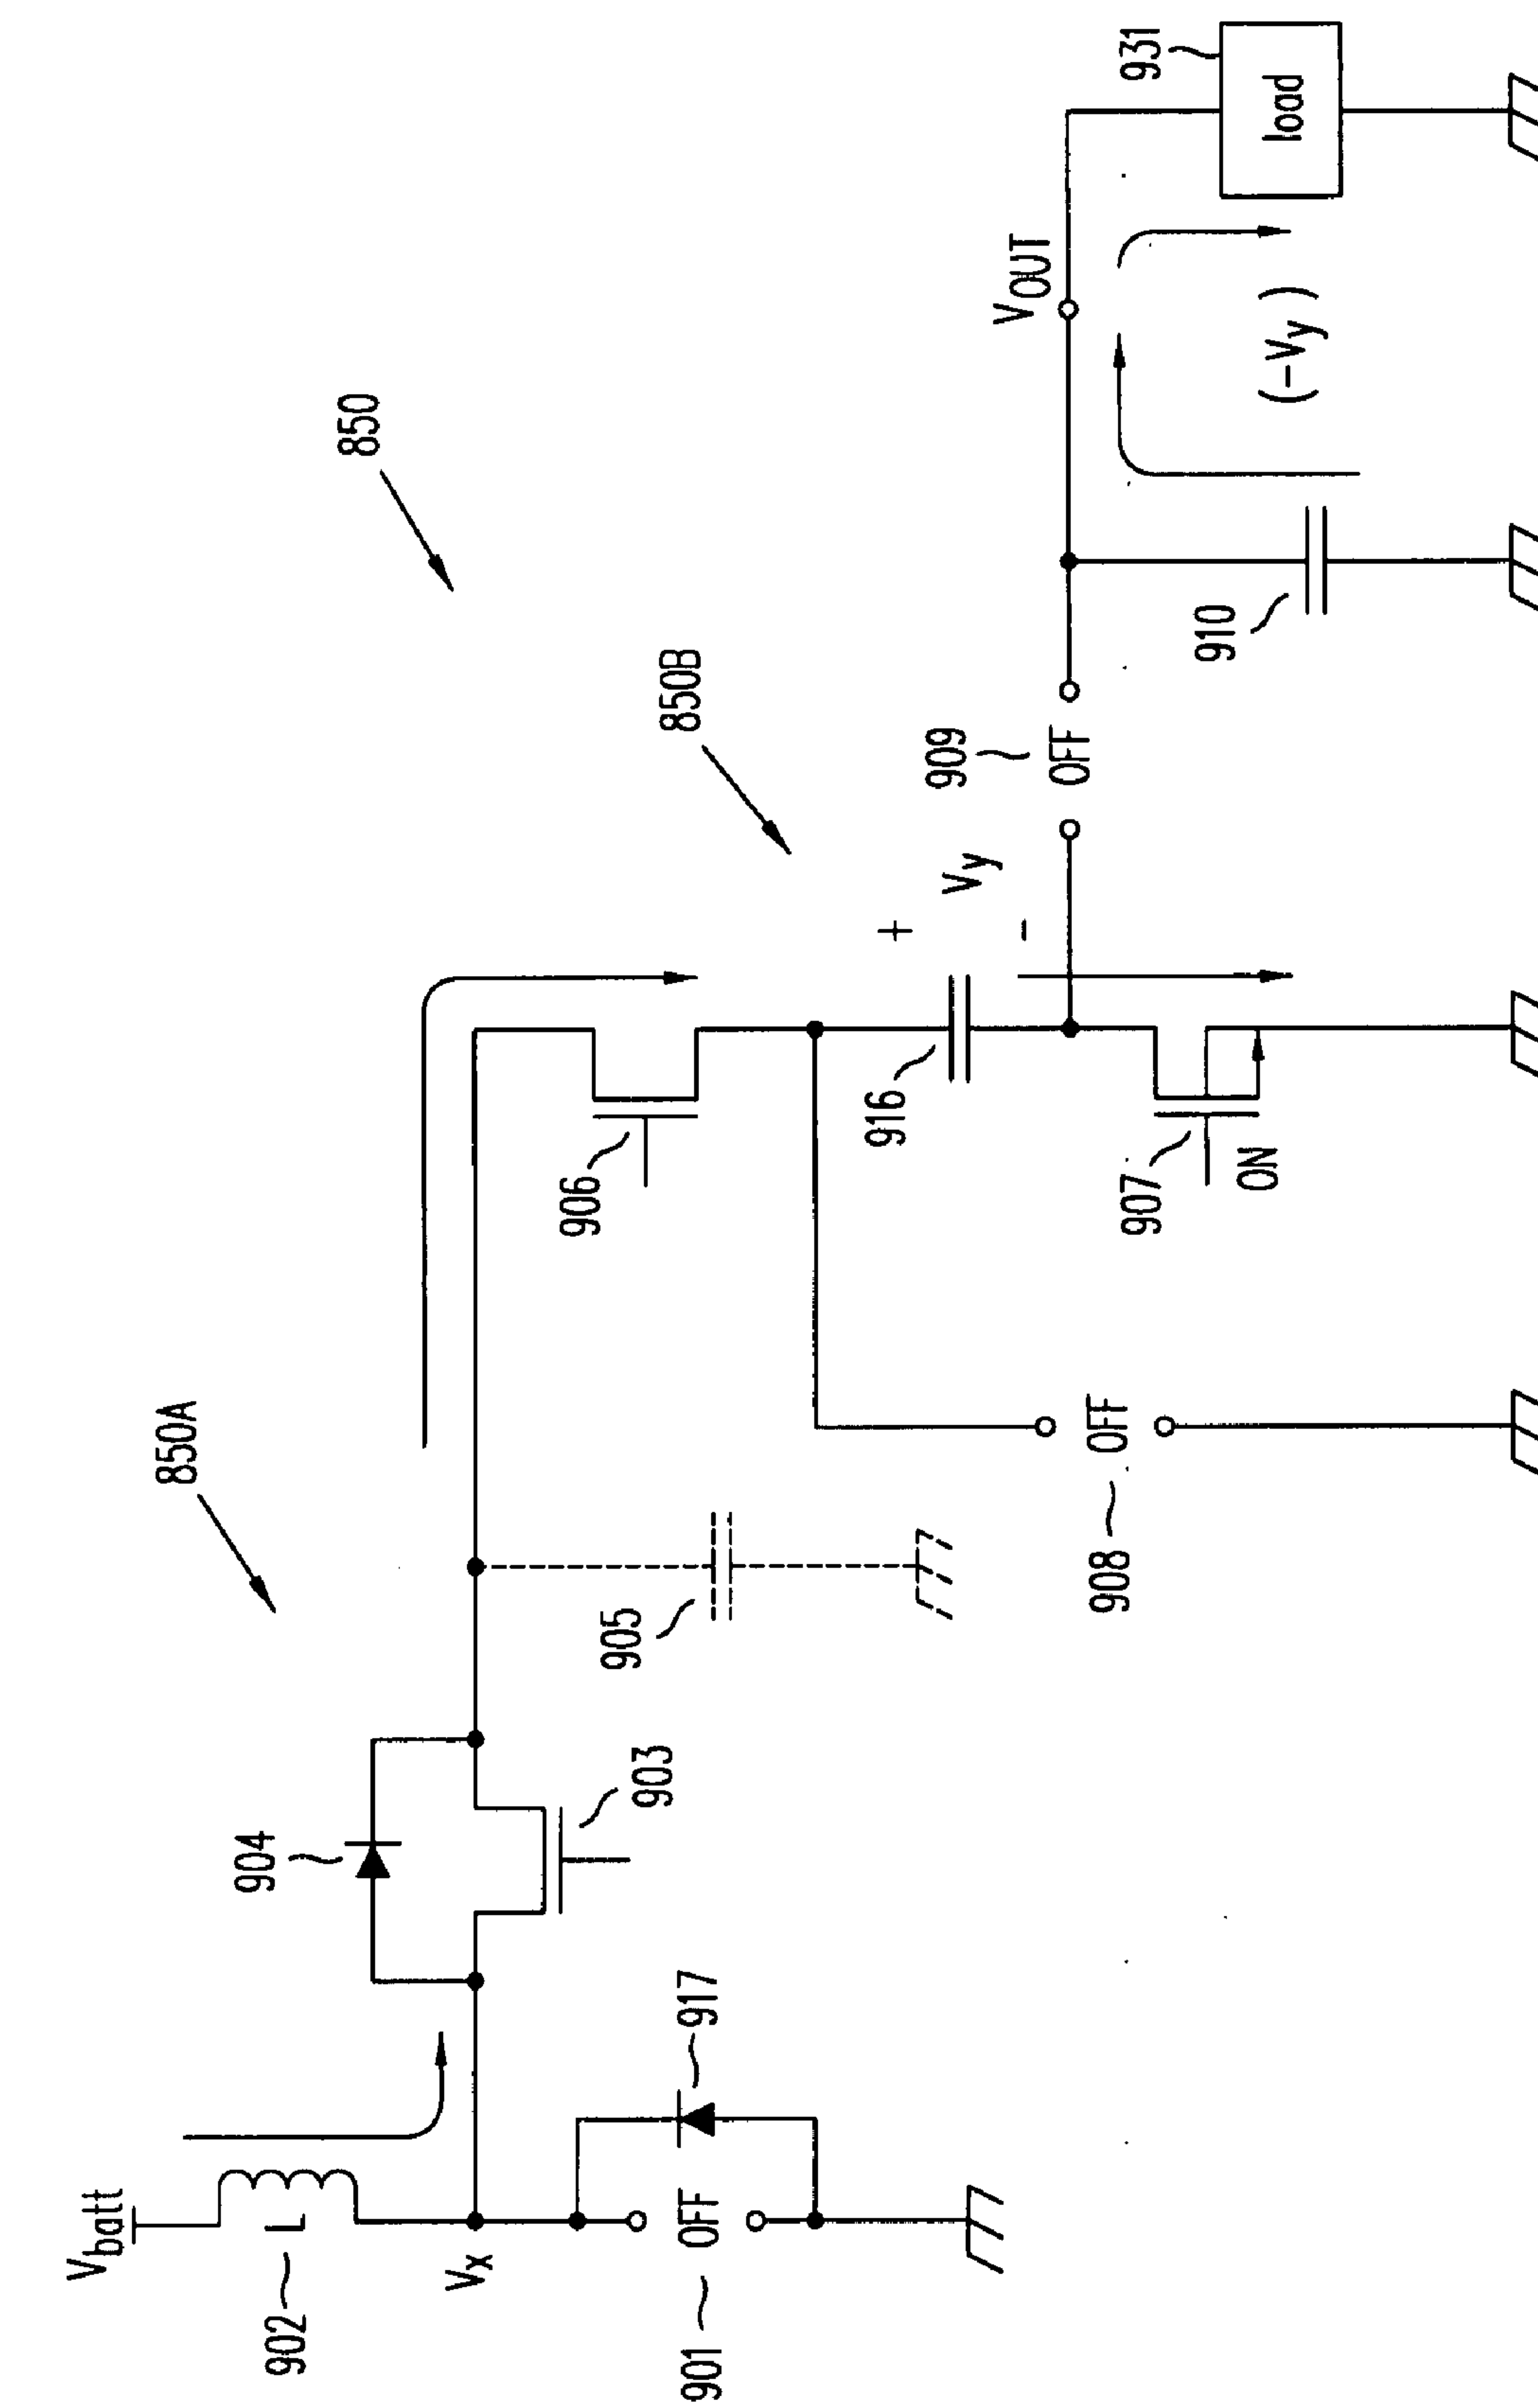 850
850A
850B
V_batt
902
L
V_x
901
OFF
917
904
903
905
906
916
+
V_y
-
907
ON
908
OFF
909
OFF
910
V_OUT
(-V_y)
931
load